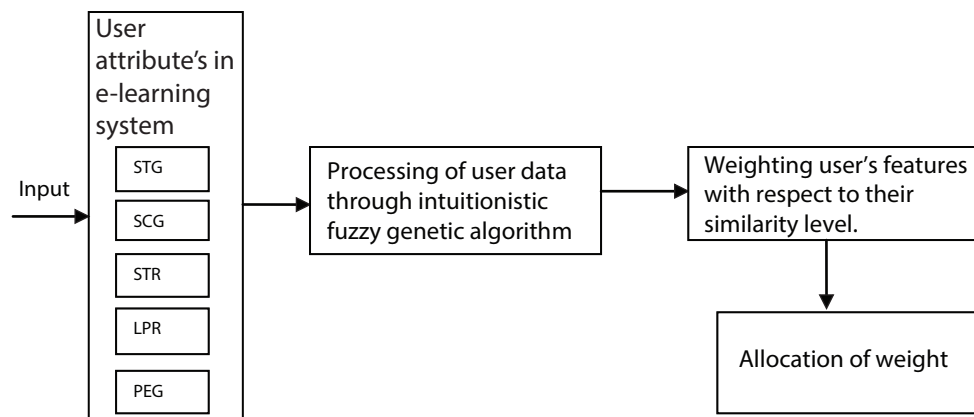 Input
User
attribute's in
e-learning
system
STG
SCG
STR
LPR
PEG
Processing of user data
through intuitionistic
fuzzy genetic algorithm
Weighting user's features
with respect to their
similarity level.
Allocation of weight